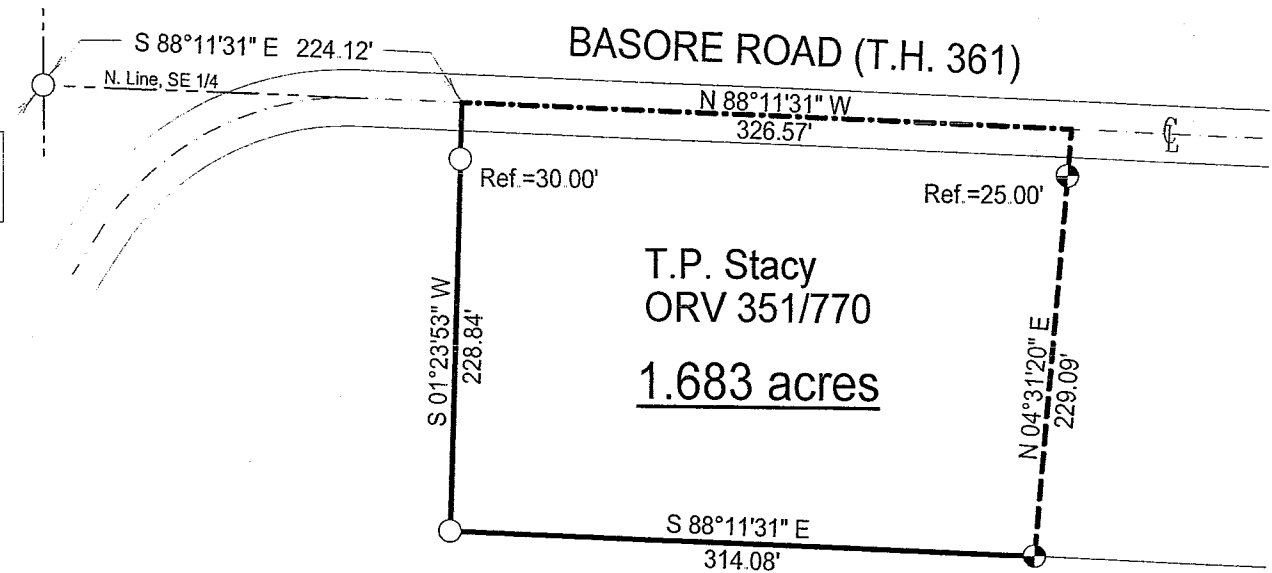 BASORE ROAD (T.H. 361)
S 88°11'31" E 224.12'
N. Line, SE 1/4
N 88°11'31" W
326.57'
CL
Ref.=30.00'
Ref.=25.00'
T.P. Stacy
ORV 351/770
1.683 acres
S 01°23'53" W
228.84'
N 04°31'20" E
229.09'
S 88°11'31" E
314.08'